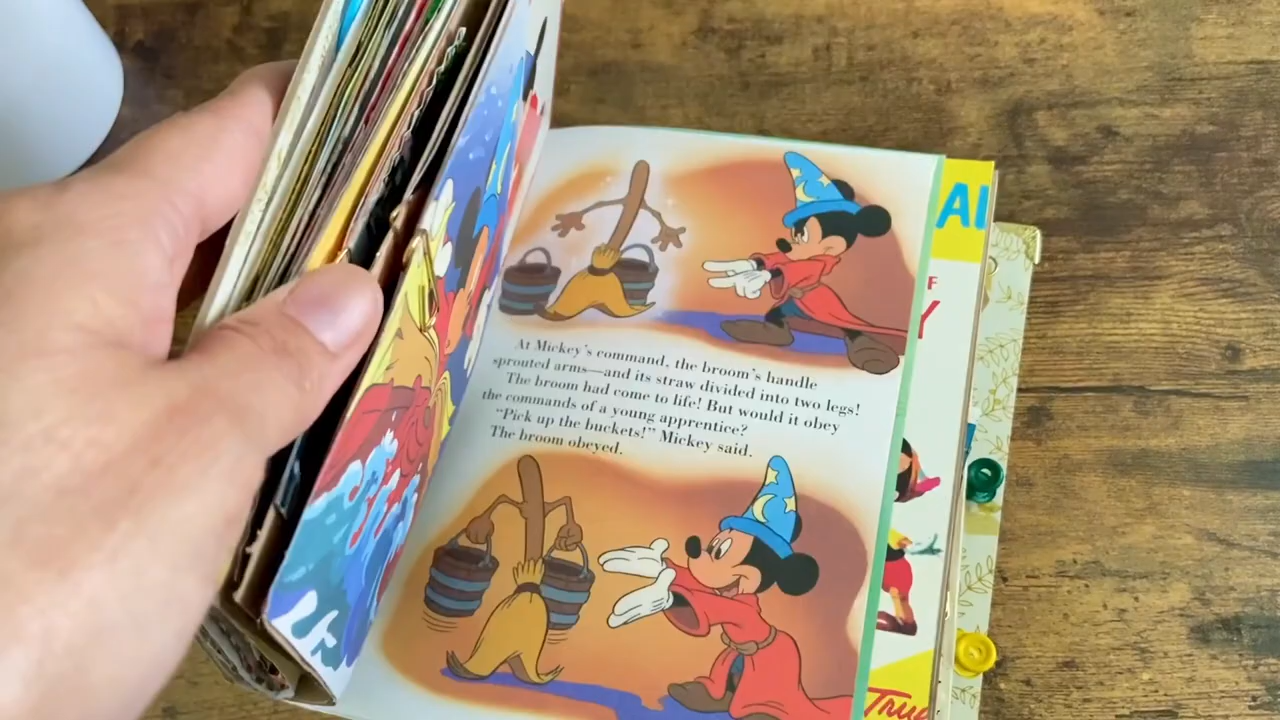 At Mickey's command, the broom's handle
sprouted arms—and its straw divided into two legs!
The broom had come to life! But would it obey
the commands of a young apprentice?
"Pick up the buckets!" Mickey said.
The broom obeyed.
AI
F
Y